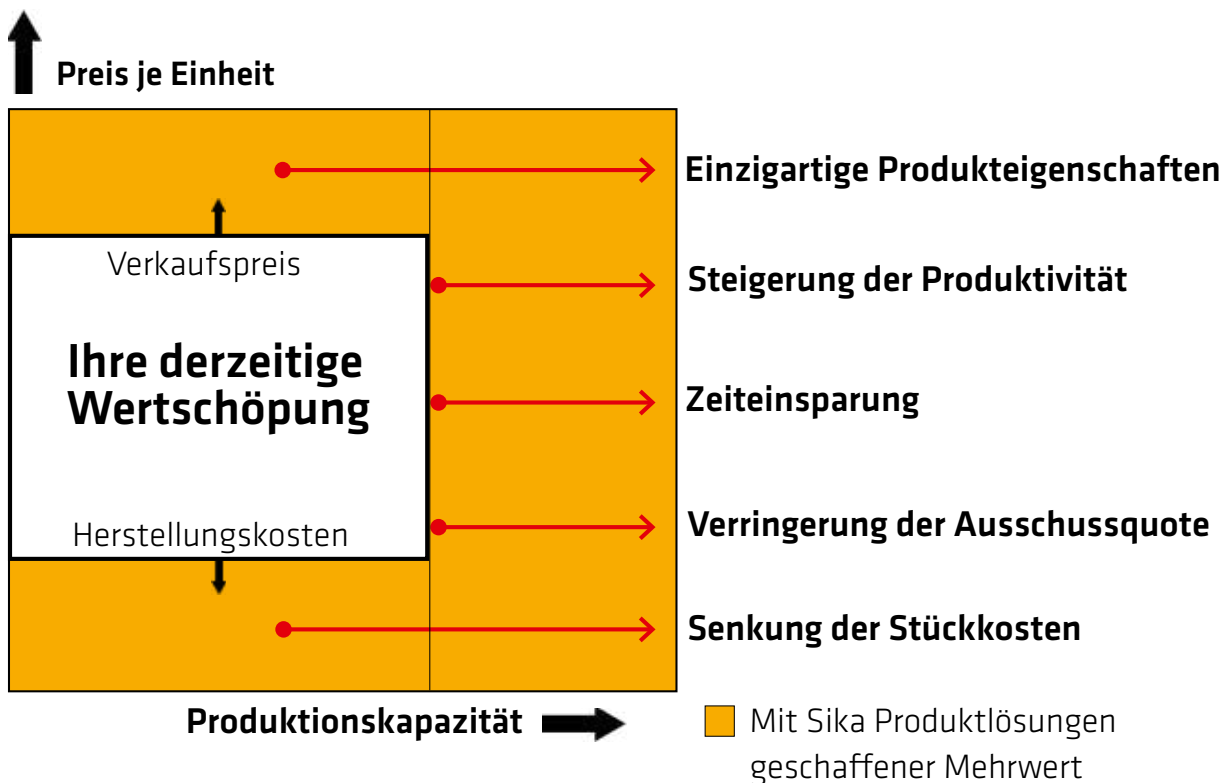 Preis je Einheit
Einzigartige Produkteigenschaften
Verkaufspreis
Steigerung der Produktivität
Ihre derzeitige
Wertschöpung
Zeiteinsparung
Herstellungskosten
Verringerung der Ausschussquote
Senkung der Stückkosten
Produktionskapazität
Mit Sika Produktlösungen
geschaffener Mehrwert